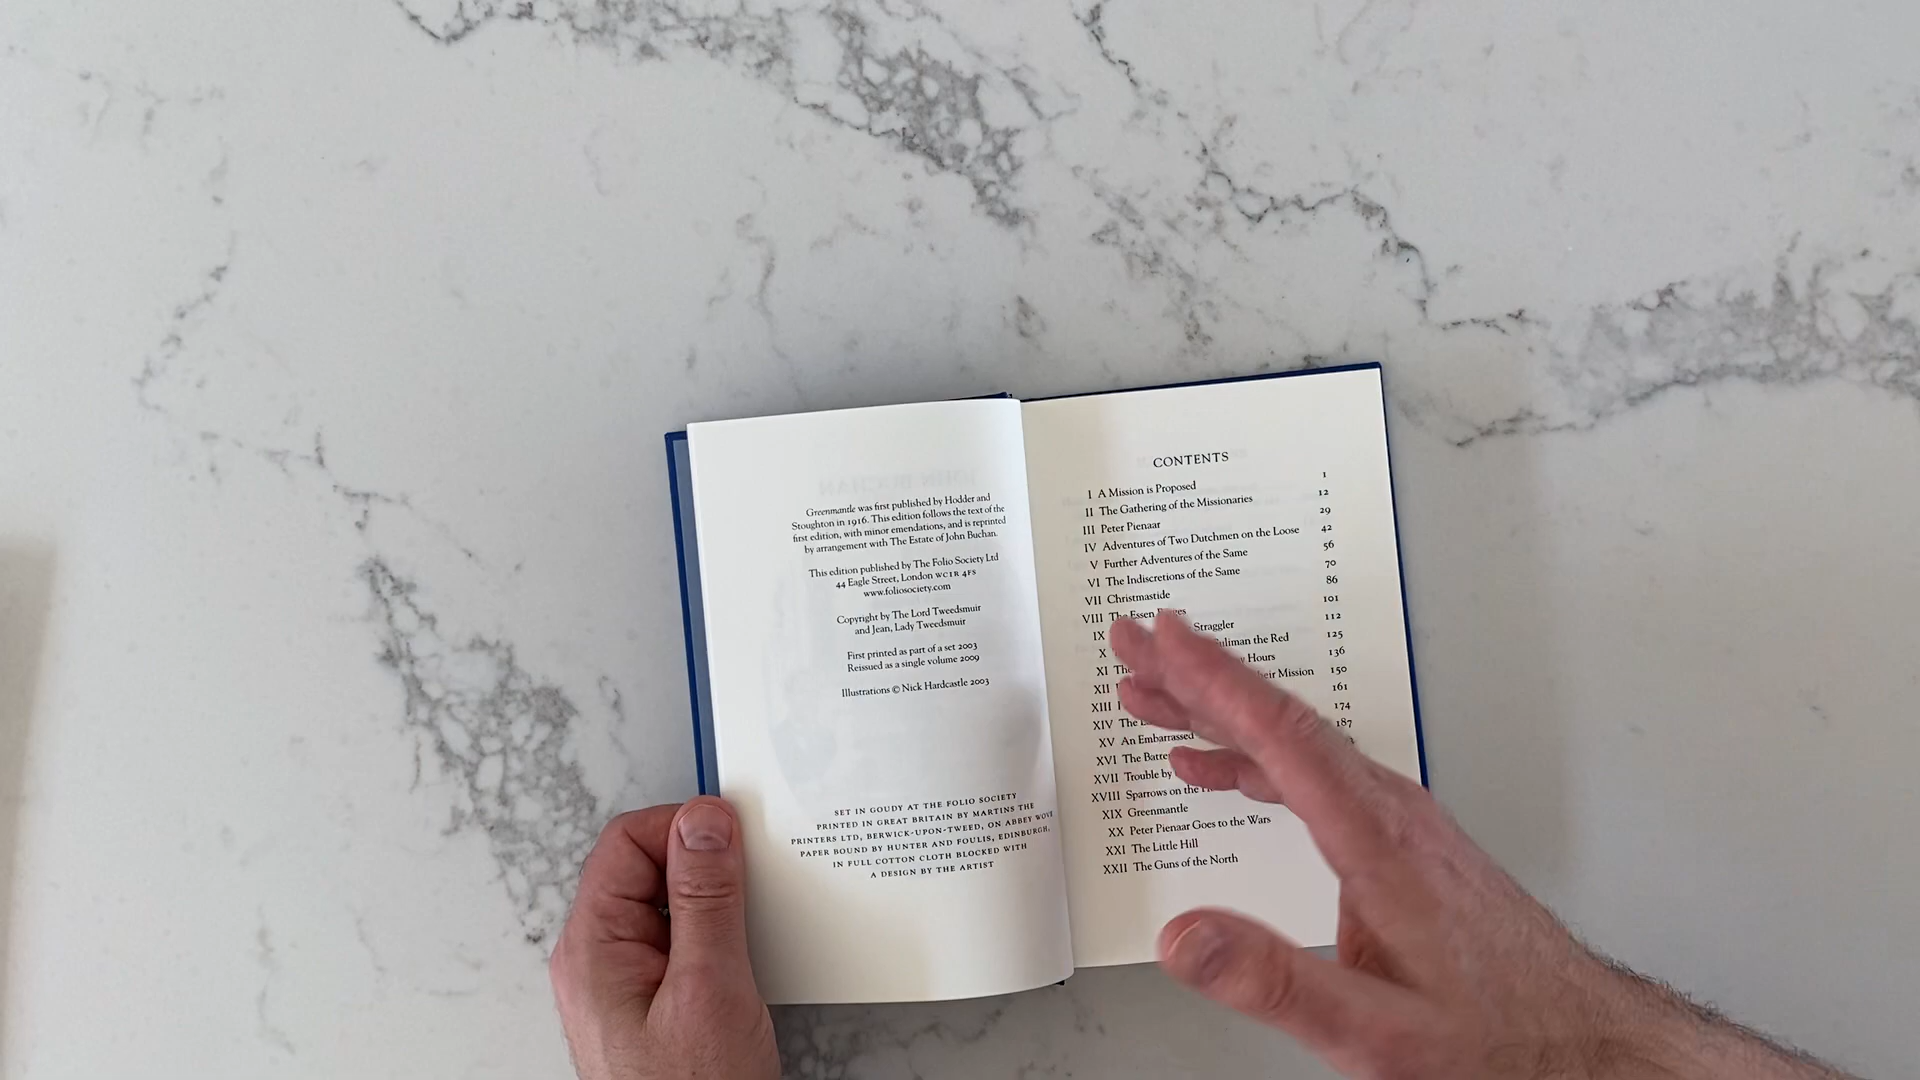 Greenmantle was first published by Hodder and
Stoughton in 1916. This edition follows the text of the
first edition, with minor emendations, and is reprinted
by arrangement with The Estate of John Buchan.
This edition published by The Folio Society Ltd
44 Eagle Street, London WC1R 4FS
www.foliosociety.com
Copyright by The Lord Tweedsmuir
and Jean, Lady Tweedsmuir
First printed as part of a set 2003
Reissued as a single volume 2009
Illustrations © Nick Hardcastle 2003
SET IN GOUDY AT THE FOLIO SOCIETY
PRINTED IN GREAT BRITAIN BY MARTINS THE
PRINTERS LTD, BERWICK-UPON-TWEED, ON ABBEY WOVE
PAPER BOUND BY HUNTER AND FOULIS, EDINBURGH,
IN FULL COTTON CLOTH BLOCKED WITH
A DESIGN BY THE ARTIST
CONTENTS
I A Mission is Proposed 1
II The Gathering of the Missionaries 12
III Peter Pienaar 29
IV Adventures of Two Dutchmen on the Loose 42
V Further Adventures of the Same 56
VI The Indiscretions of the Same 70
VII Christmastide 86
VIII The Essen 101
IX Straggler 112
X Suliman the Red 125
XI The Hours 136
XII Their Mission 150
XIII 161
XIV The 174
XV An Embarrassed 187
XVI The
XVII Trouble by
XVIII Sparrows on the
XIX Greenmantle
XX Peter Pienaar Goes to the Wars
XXI The Little Hill
XXII The Guns of the North